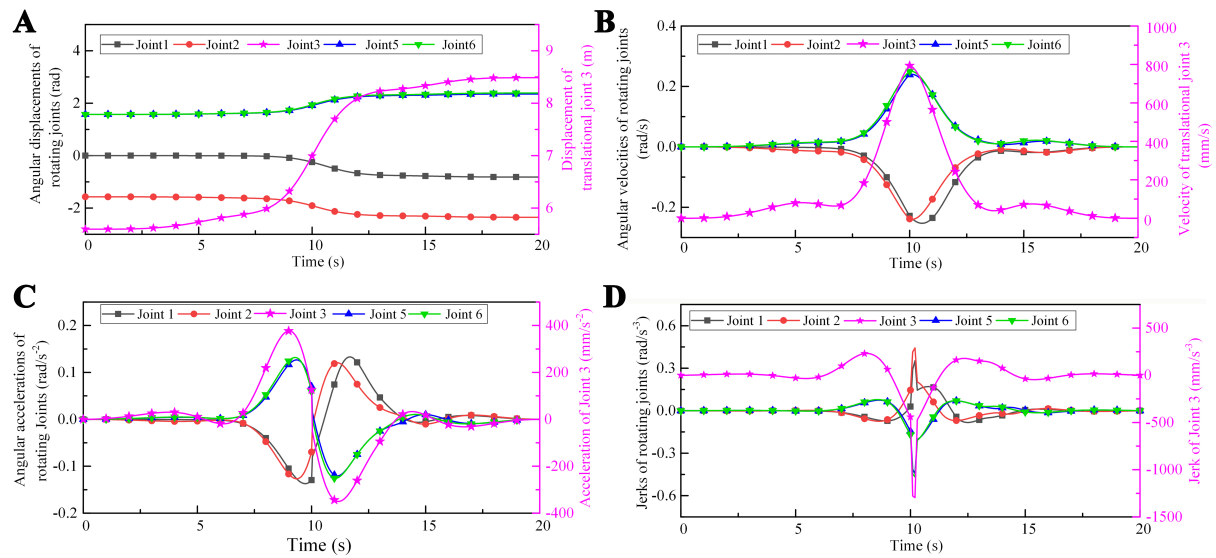 A
Joint1 Joint2 Joint3 Joint5 Joint6
Angular displacements of
rotating joints (rad)
4
2
0
-2
0 5 10 15 20
Time (s)
9
8
7
6
5
Displacement of
translational joint 3 (m)
B
Joint1 Joint2 Joint3 Joint5 Joint6
Angular velocities of rotating joints
(rad/s)
0.4
0.2
0.0
-0.2
0 5 10 15 20
Time (s)
1000
800
600
400
200
0
Velocity of translational joint 3
(mm/s)
C
Joint 1 Joint 2 Joint 3 Joint 5 Joint 6
Angular accelerations of
rotating Joints (rad/s⁻²)
0.2
0.1
0.0
-0.1
-0.2
0 5 10 15 20
Time (s)
400
200
0
-200
-400
Acceleration of Joint 3 (mm/s⁻²)
D
Joint 1 Joint 2 Joint 3 Joint 5 Joint 6
Jerks of rotating joints (rad/s⁻³)
0.6
0.3
0.0
-0.3
-0.6
0 5 10 15 20
Time (s)
500
0
-500
-1000
-1500
Jerk of Joint 3 (mm/s⁻³)